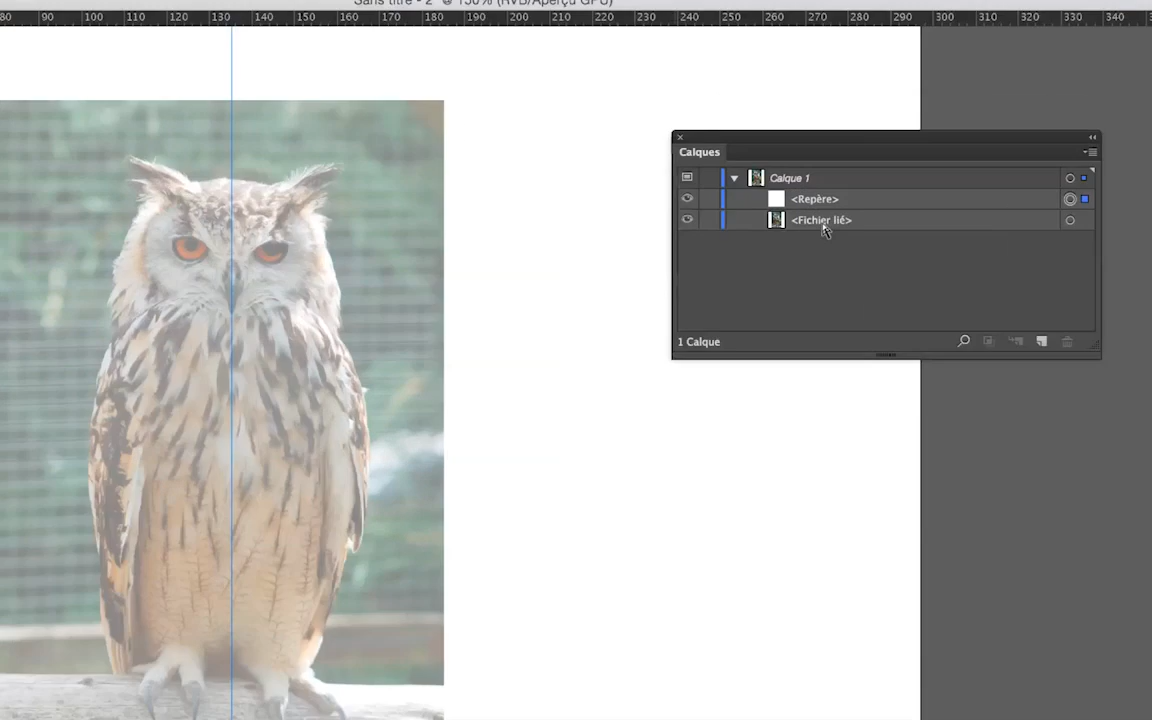 Sans titre - 2* @ 150% (RVB/Aperçu GPU)
80 90 100 110 120 130 140 150 160 170 180 190 200 210 220 230 240 250 260 270 280 290 300 310 320 330 340
Calques
Calque 1
<Repère>
<Fichier lié>
1 Calque